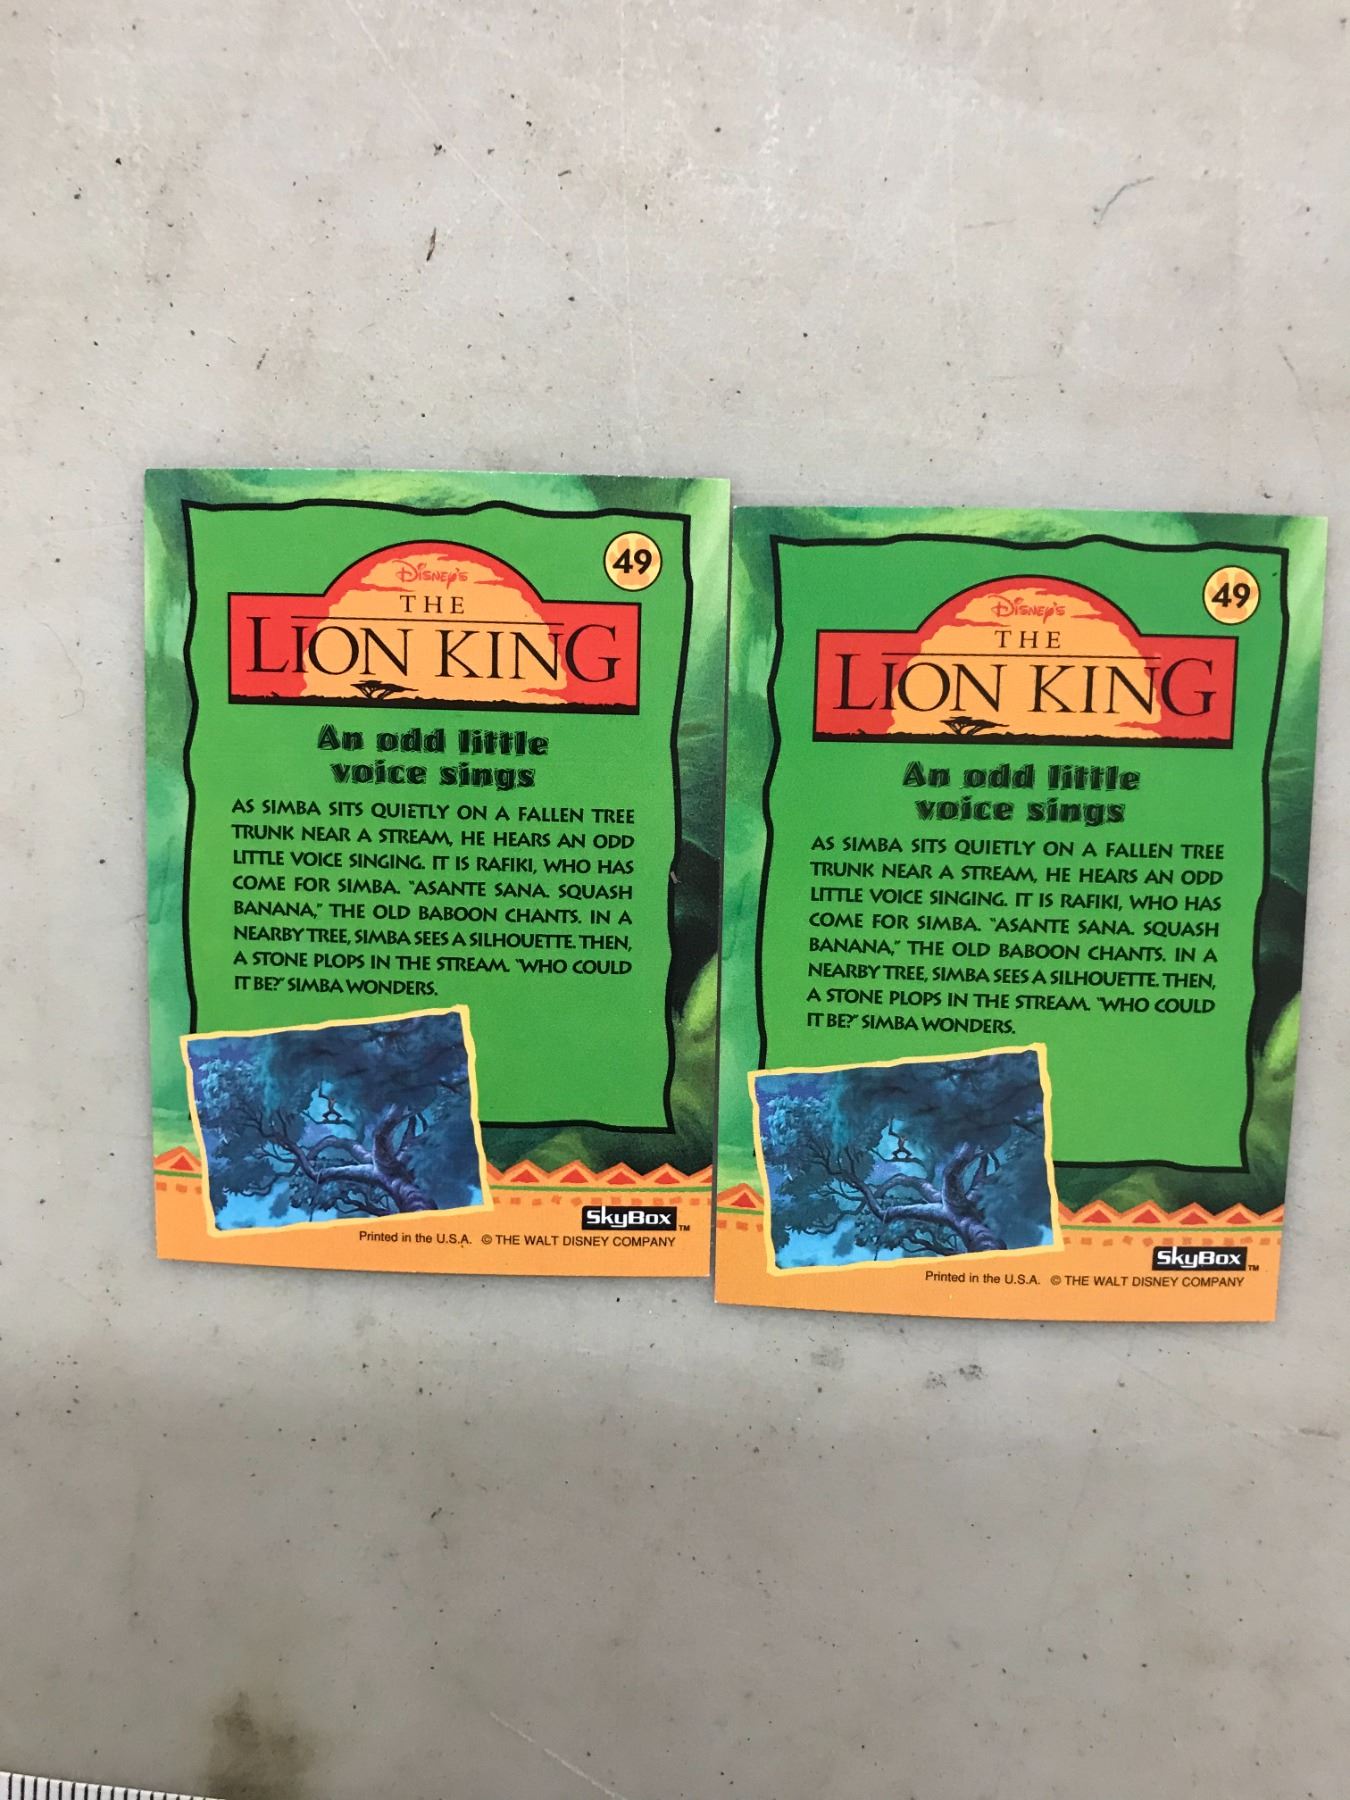 49
Disney's
THE
LION KING
An odd little
voice sings
AS SIMBA SITS QUIETLY ON A FALLEN TREE
TRUNK NEAR A STREAM, HE HEARS AN ODD
LITTLE VOICE SINGING. IT IS RAFIKI, WHO HAS
COME FOR SIMBA. "ASANTE SANA. SQUASH
BANANA," THE OLD BABOON CHANTS. IN A
NEARBY TREE, SIMBA SEES A SILHOUETTE. THEN,
A STONE PLOPS IN THE STREAM. "WHO COULD
IT BE?" SIMBA WONDERS.
SkyBox TM
Printed in the U.S.A. © THE WALT DISNEY COMPANY
49
Disney's
THE
LION KING
An odd little
voice sings
AS SIMBA SITS QUIETLY ON A FALLEN TREE
TRUNK NEAR A STREAM, HE HEARS AN ODD
LITTLE VOICE SINGING. IT IS RAFIKI, WHO HAS
COME FOR SIMBA. "ASANTE SANA. SQUASH
BANANA," THE OLD BABOON CHANTS. IN A
NEARBY TREE, SIMBA SEES A SILHOUETTE. THEN,
A STONE PLOPS IN THE STREAM. "WHO COULD
IT BE?" SIMBA WONDERS.
SkyBox TM
Printed in the U.S.A. © THE WALT DISNEY COMPANY